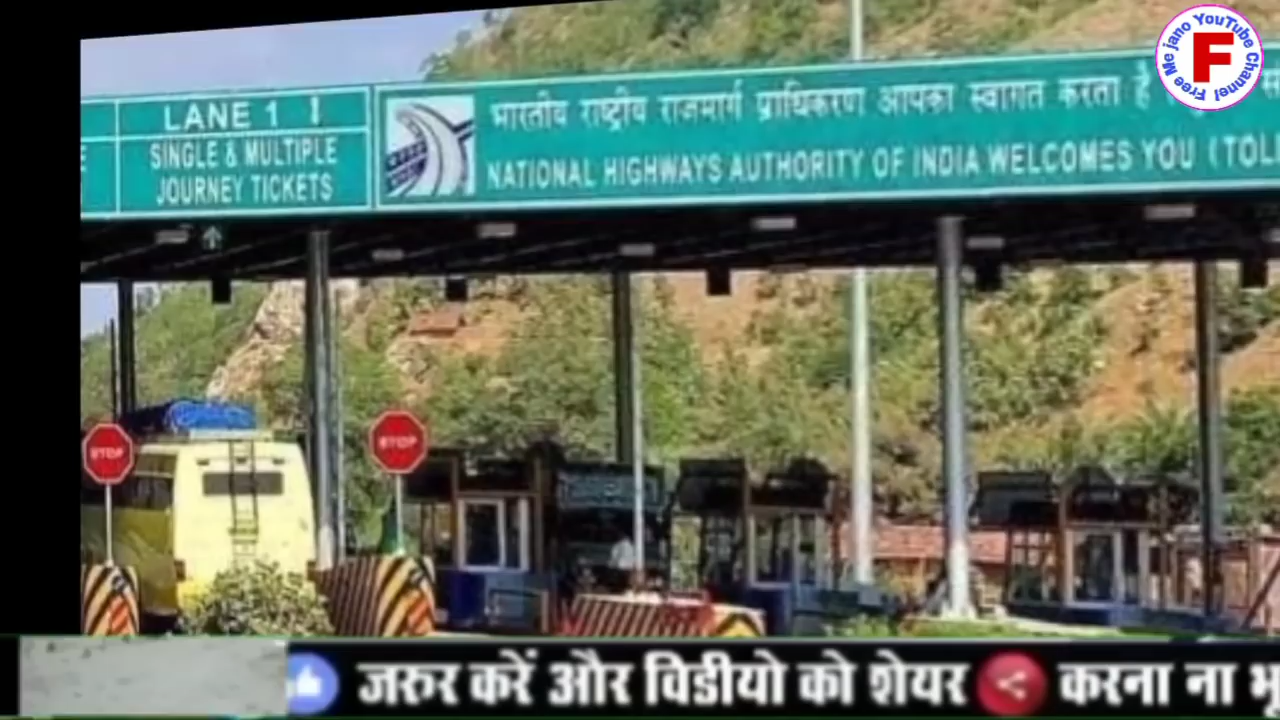 Free Me jano YouTube Channel
F
LANE 1
SINGLE & MULTIPLE
JOURNEY TICKETS
भारतीय राष्ट्रीय राजमार्ग प्राधिकरण आपका स्वागत करता है
NATIONAL HIGHWAYS AUTHORITY OF INDIA WELCOMES YOU (TOLL
STOP
STOP
जरुर करें और विडीयो को शेयर करना ना